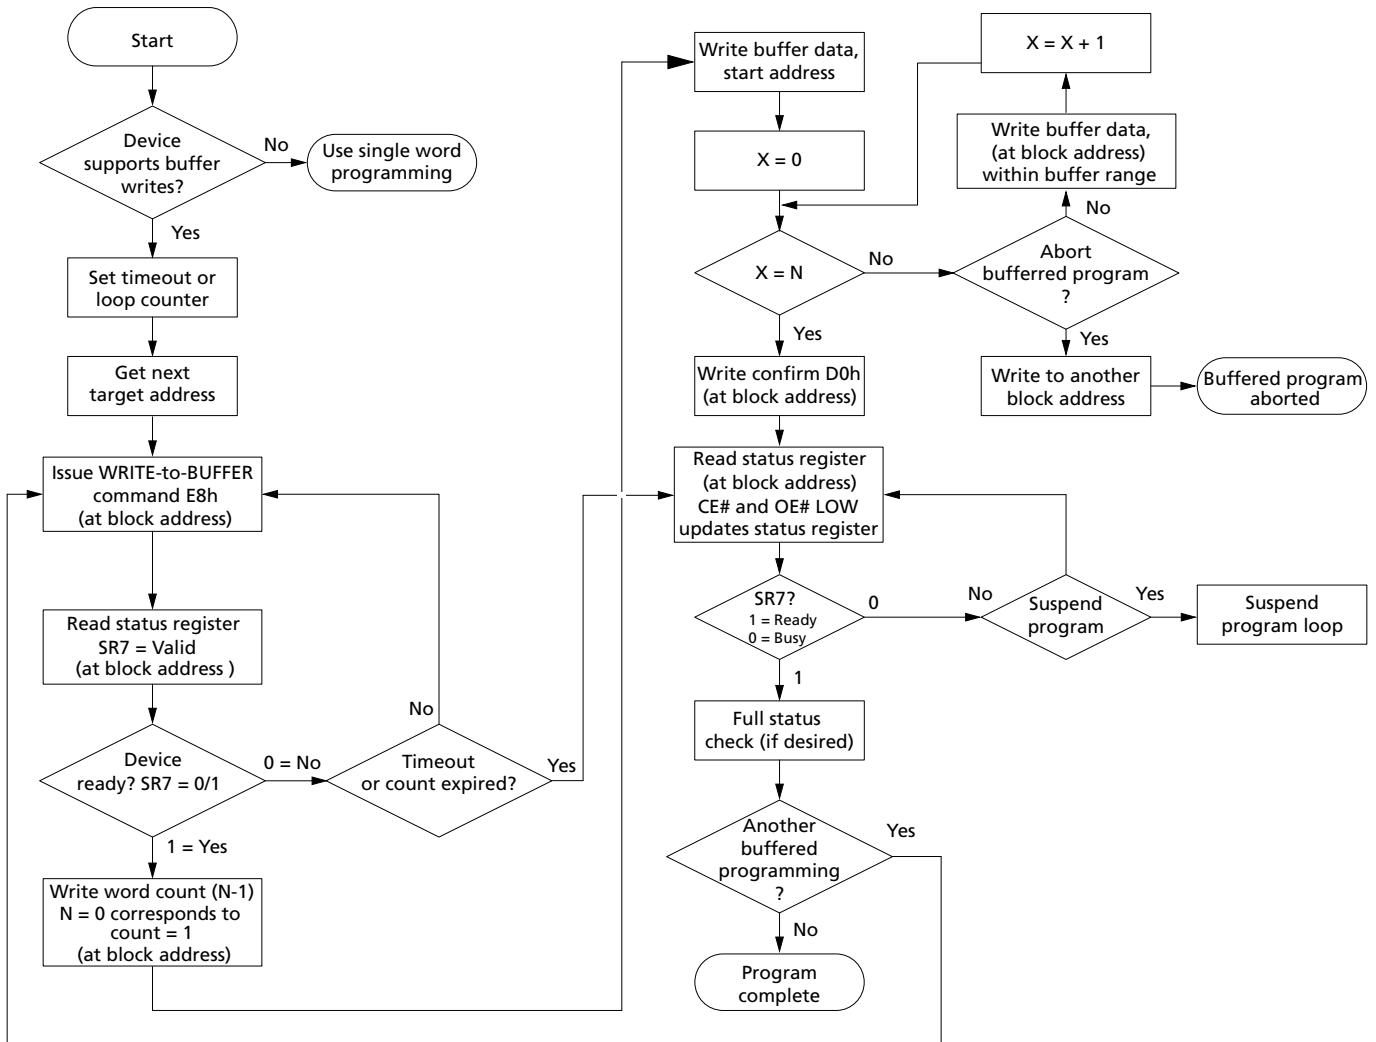 Start
Device
supports buffer
writes?
No
Use single word
programming
Yes
Set timeout or
loop counter
Get next
target address
Issue WRITE-to-BUFFER
command E8h
(at block address)
Read status register
SR7 = Valid
(at block address )
Device
ready? SR7 = 0/1
0 = No
No
Timeout
or count expired?
Yes
1 = Yes
Write word count (N-1)
N = 0 corresponds to
count = 1
(at block address)
Write buffer data,
start address
X = 0
X = N
No
Abort
bufferred program
?
No
Write buffer data,
(at block address)
within buffer range
X = X + 1
Yes
Write to another
block address
Buffered program
aborted
Yes
Write confirm D0h
(at block address)
Read status register
(at block address)
CE# and OE# LOW
updates status register
SR7?
1 = Ready
0 = Busy
0
No
Suspend
program
Yes
Suspend
program loop
1
Full status
check (if desired)
Another
buffered
programming
?
Yes
No
Program
complete